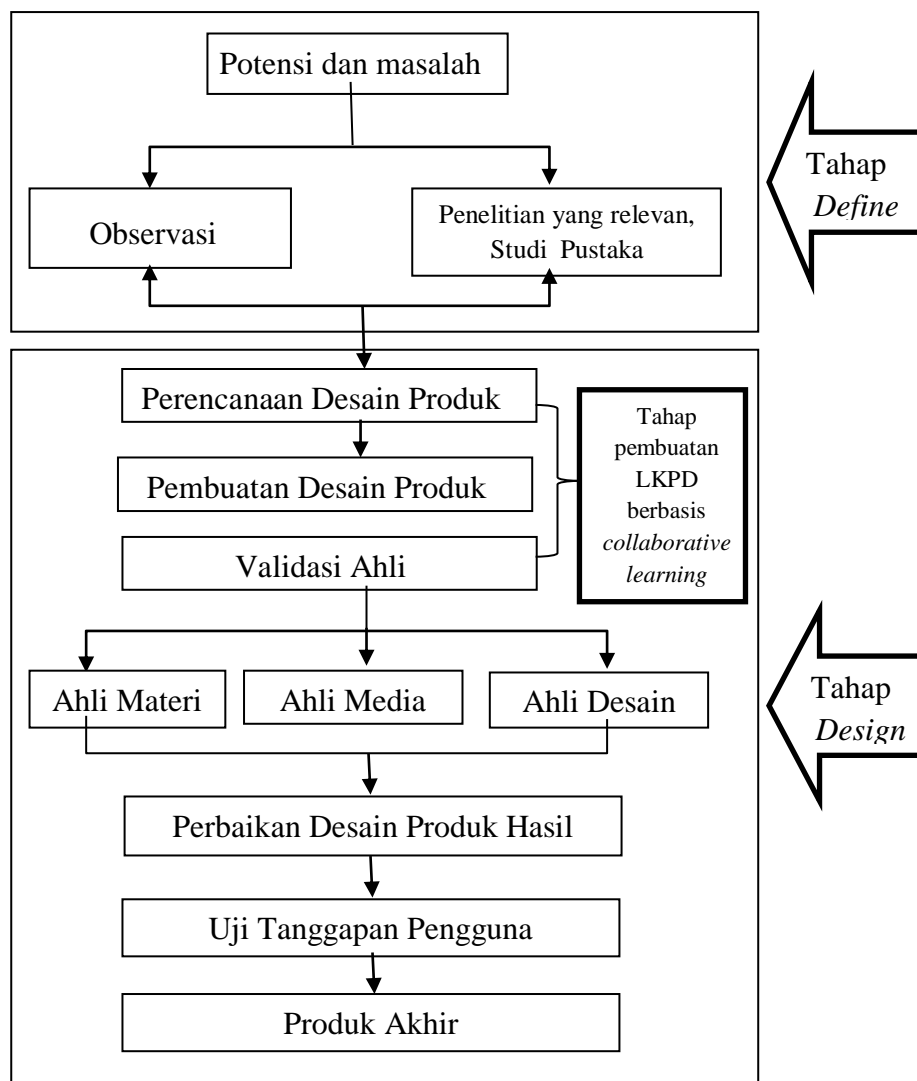 Potensi dan masalah
Tahap
Define
Observasi
Penelitian yang relevan,
Studi Pustaka
Perencanaan Desain Produk
Pembuatan Desain Produk
Validasi Ahli
Tahap
pembuatan
LKPD
berbasis
collaborative
learning
Ahli Materi
Ahli Media
Ahli Desain
Tahap
Design
Perbaikan Desain Produk Hasil
Uji Tanggapan Pengguna
Produk Akhir